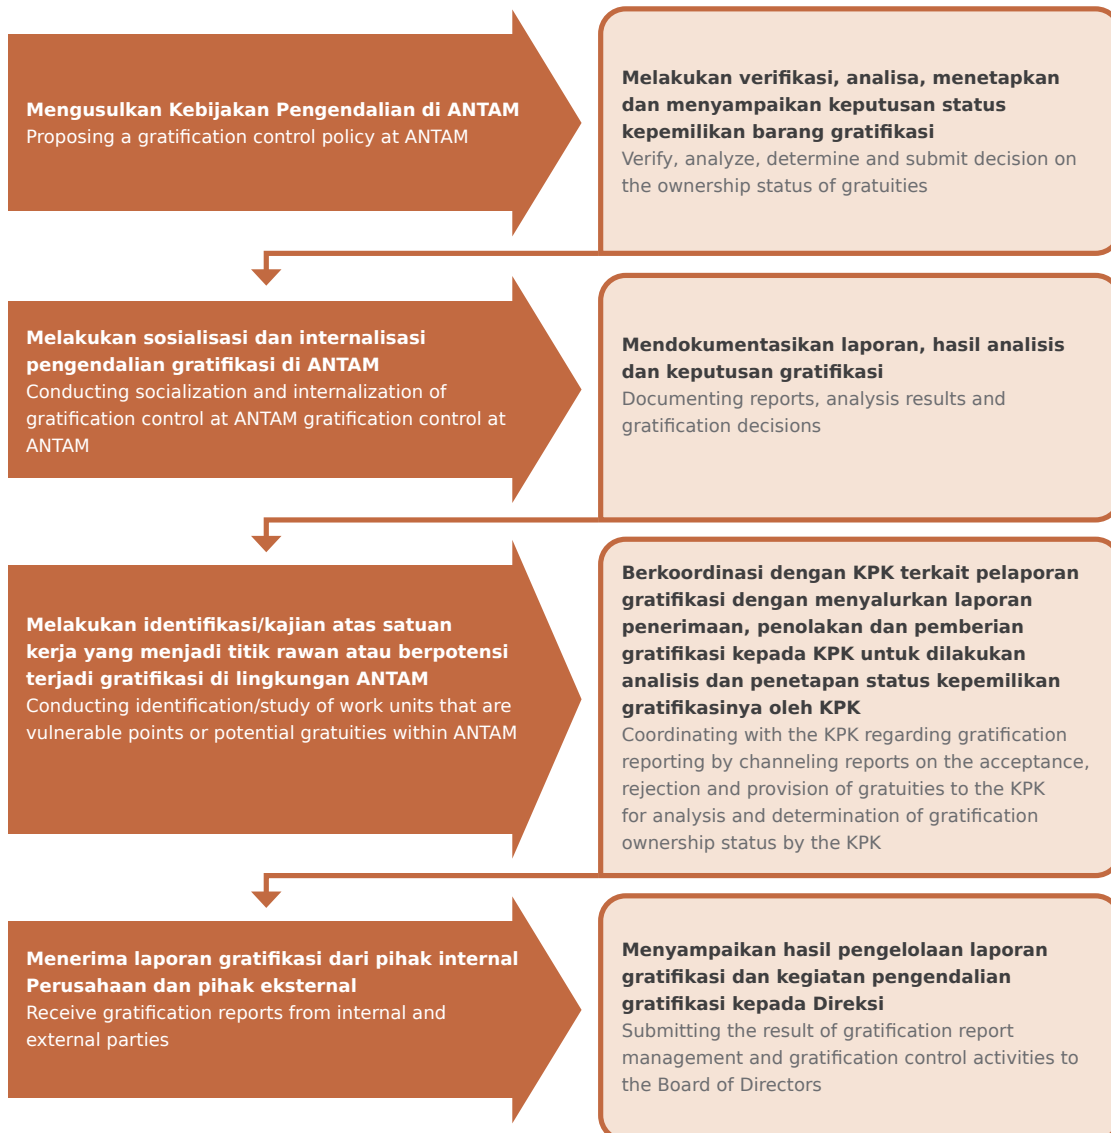 Mengusulkan Kebijakan Pengendalian di ANTAM
Proposing a gratification control policy at ANTAM
Melakukan verifikasi, analisa, menetapkan
dan menyampaikan keputusan status
kepemilikan barang gratifikasi
Verify, analyze, determine and submit decision on
the ownership status of gratuities
Melakukan sosialisasi dan internalisasi
pengendalian gratifikasi di ANTAM
Conducting socialization and internalization of
gratification control at ANTAM gratification control at
ANTAM
Mendokumentasikan laporan, hasil analisis
dan keputusan gratifikasi
Documenting reports, analysis results and
gratification decisions
Melakukan identifikasi/kajian atas satuan
kerja yang menjadi titik rawan atau berpotensi
terjadi gratifikasi di lingkungan ANTAM
Conducting identification/study of work units that are
vulnerable points or potential gratuities within ANTAM
Berkoordinasi dengan KPK terkait pelaporan
gratifikasi dengan menyalurkan laporan
penerimaan, penolakan dan pemberian
gratifikasi kepada KPK untuk dilakukan
analisis dan penetapan status kepemilikan
gratifikasinya oleh KPK
Coordinating with the KPK regarding gratification
reporting by channeling reports on the acceptance,
rejection and provision of gratuities to the KPK
for analysis and determination of gratification
ownership status by the KPK
Menerima laporan gratifikasi dari pihak internal
Perusahaan dan pihak eksternal
Receive gratification reports from internal and
external parties
Menyampaikan hasil pengelolaan laporan
gratifikasi dan kegiatan pengendalian
gratifikasi kepada Direksi
Submitting the result of gratification report
management and gratification control activities to
the Board of Directors